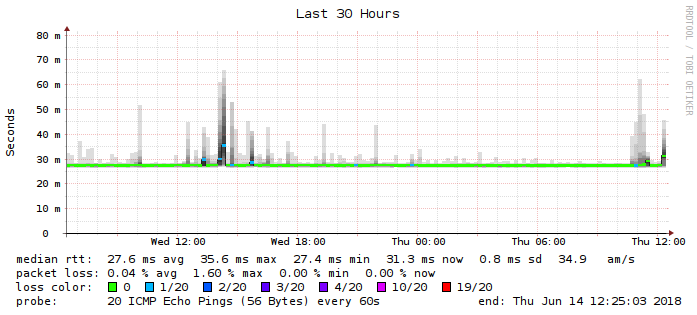 Last 30 Hours
RRDTOOL / TOBI OETIKER
Seconds
80 m
70 m
60 m
50 m
40 m
30 m
20 m
10 m
0
Wed 12:00 Wed 18:00 Thu 00:00 Thu 06:00 Thu 12:00
median rtt: 27.6 ms avg 35.6 ms max 27.4 ms min 31.3 ms now 0.8 ms sd 34.9 am/s
packet loss: 0.04 % avg 1.60 % max 0.00 % min 0.00 % now
loss color: 0 1/20 2/20 3/20 4/20 10/20 19/20
probe: 20 ICMP Echo Pings (56 Bytes) every 60s end: Thu Jun 14 12:25:03 2018